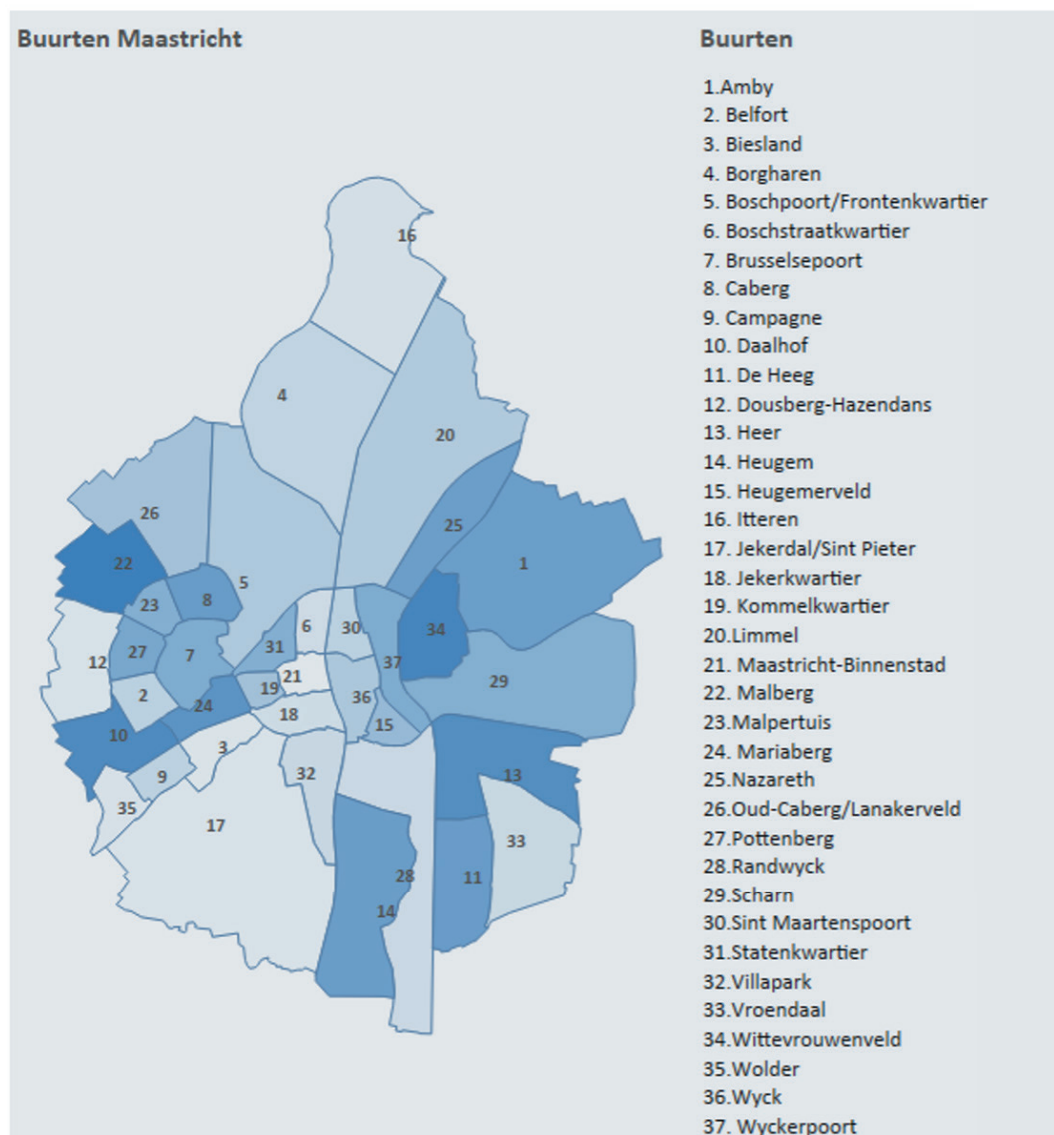 Buurten Maastricht
Buurten
1.Amby
2. Belfort
3. Biesland
4. Borgharen
5. Boschpoort/Frontenkwartier
6. Boschstraatkwartier
7. Brusselsepoort
8. Caberg
9. Campagne
10. Daalhof
11. De Heeg
12. Dousberg-Hazendans
13. Heer
14. Heugem
15. Heugemerveld
16. Itteren
17. Jekerdal/Sint Pieter
18. Jekerkwartier
19. Kommelkwartier
20.Limmel
21. Maastricht-Binnenstad
22. Malberg
23.Malpertuis
24. Mariaberg
25.Nazareth
26.Oud-Caberg/Lanakerveld
27.Pottenberg
28.Randwyck
29.Scharn
30.Sint Maartenspoort
31.Statenkwartier
32.Villapark
33.Vroendaal
34.Wittevrouwenveld
35.Wolder
36.Wyck
37. Wyckerpoort
16
4
20
26
25
22
1
5
23
8
6
30
34
31
27
7
12
37
21
29
19
2
36
24
18
15
10
3
32
9
13
35
17
33
28
11
14